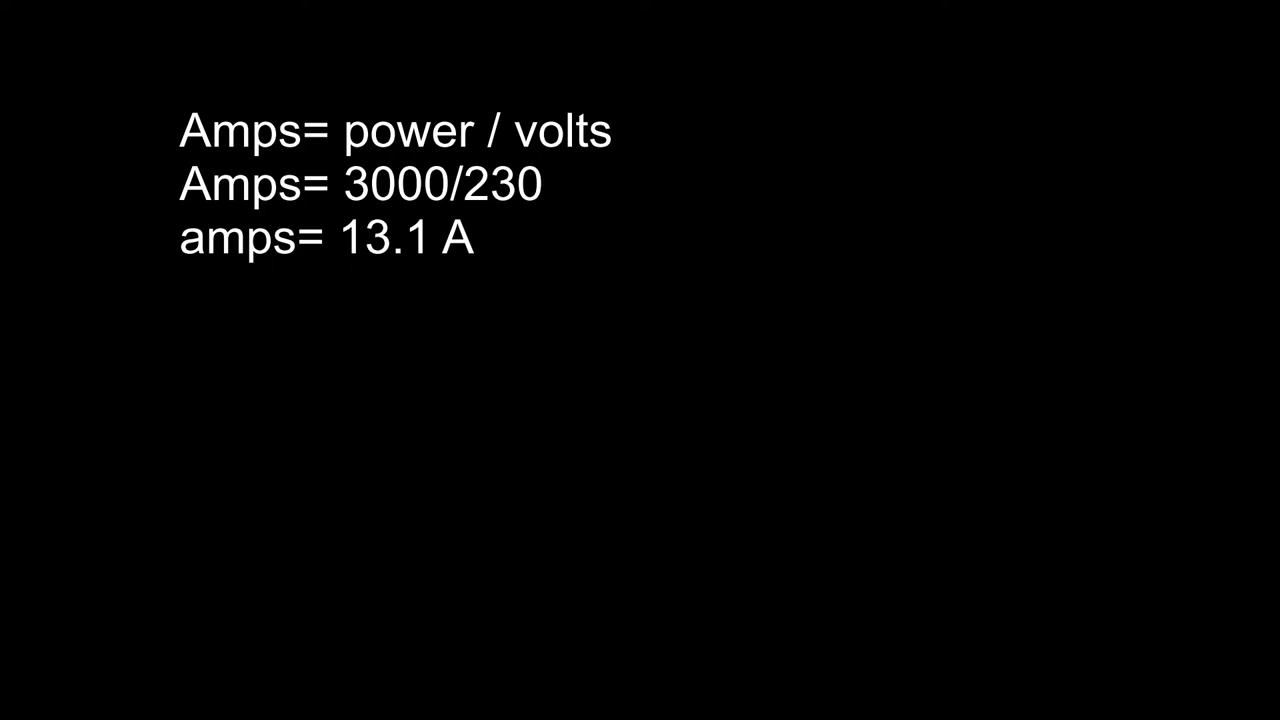 Amps= power / volts
Amps= 3000/230
amps= 13.1 A